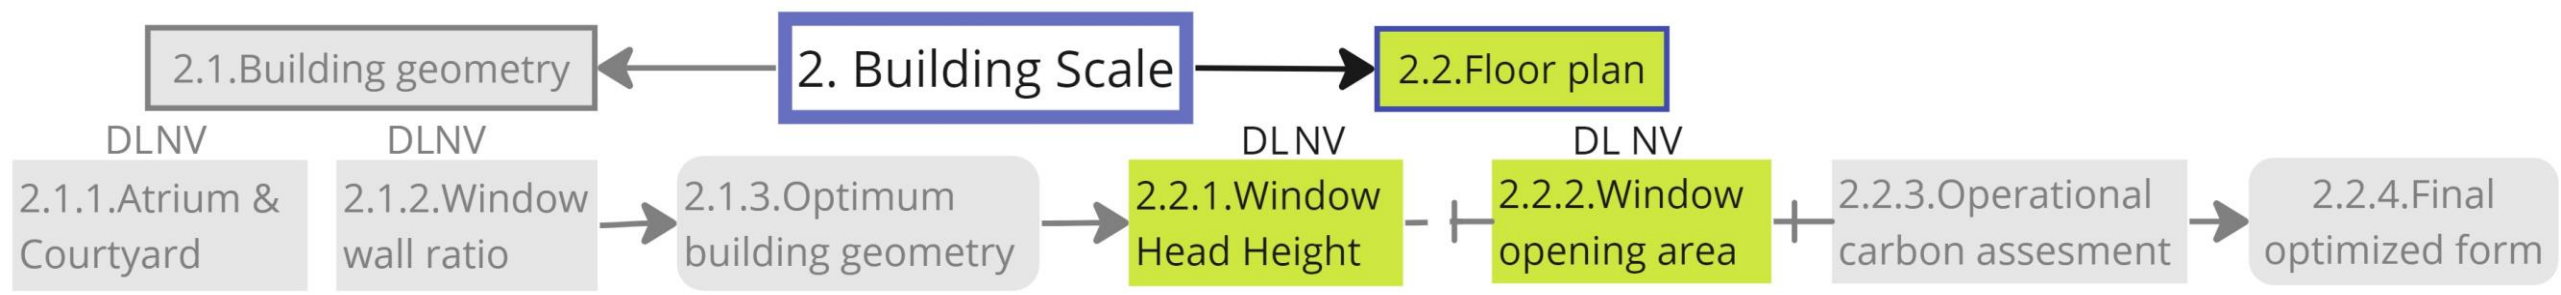 2.1.Building geometry
2. Building Scale
2.2.Floor plan
DLNV
DLNV
DLNV
DL NV
2.1.1.Atrium &
Courtyard
2.1.2.Window
wall ratio
2.1.3.Optimum
building geometry
2.2.1.Window
Head Height
2.2.2.Window
opening area
2.2.3.Operational
carbon assesment
2.2.4.Final
optimized form